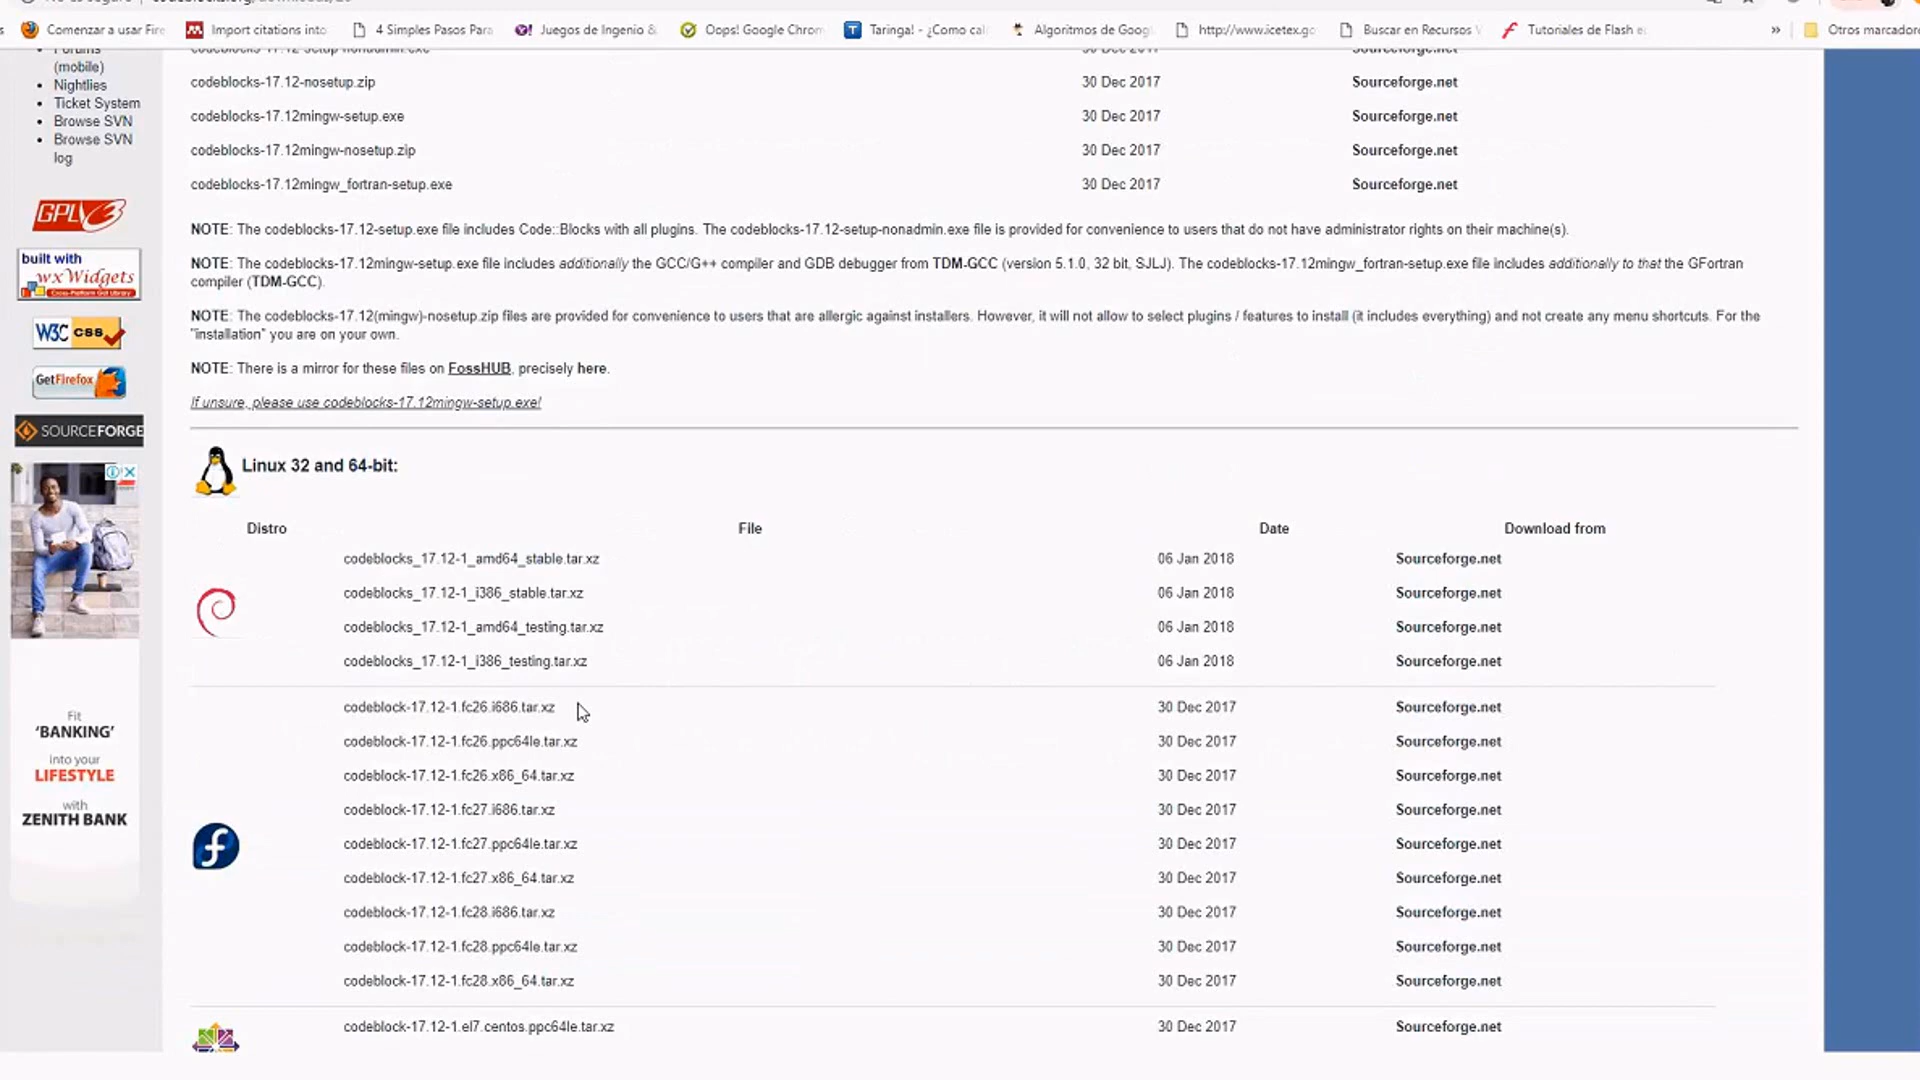 Comenzar a usar Fire
Import citations into
4 Simples Pasos Para
Juegos de Ingenio &
Oops! Google Chrom
Taringa! - ¿Como cal
Algoritmos de Goog
http://www.icetex.go
Buscar en Recursos
Tutoriales de Flash e
»
Otros marcadore
Forums
(mobile)
Nightlies
Ticket System
Browse SVN
Browse SVN
log
GPLv3
built with
wxWidgets
Cross-Platform GUI Library
W3C css
Get Firefox
SOURCEFORGE
Fit
'BANKING'
into your
LIFESTYLE
with
ZENITH BANK
codeblocks-17.12-setup-nonadmin.exe 30 Dec 2017 Sourceforge.net
codeblocks-17.12-nosetup.zip 30 Dec 2017 Sourceforge.net
codeblocks-17.12mingw-setup.exe 30 Dec 2017 Sourceforge.net
codeblocks-17.12mingw-nosetup.zip 30 Dec 2017 Sourceforge.net
codeblocks-17.12mingw_fortran-setup.exe 30 Dec 2017 Sourceforge.net
NOTE: The codeblocks-17.12-setup.exe file includes Code::Blocks with all plugins. The codeblocks-17.12-setup-nonadmin.exe file is provided for convenience to users that do not have administrator rights on their machine(s).
NOTE: The codeblocks-17.12mingw-setup.exe file includes additionally the GCC/G++ compiler and GDB debugger from TDM-GCC (version 5.1.0, 32 bit, SJLJ). The codeblocks-17.12mingw_fortran-setup.exe file includes additionally to that the GFortran
compiler (TDM-GCC).
NOTE: The codeblocks-17.12(mingw)-nosetup.zip files are provided for convenience to users that are allergic against installers. However, it will not allow to select plugins / features to install (it includes everything) and not create any menu shortcuts. For the
"installation" you are on your own.
NOTE: There is a mirror for these files on FossHUB, precisely here.
If unsure, please use codeblocks-17.12mingw-setup.exe!
Linux 32 and 64-bit:
Distro File Date Download from
codeblocks_17.12-1_amd64_stable.tar.xz 06 Jan 2018 Sourceforge.net
codeblocks_17.12-1_i386_stable.tar.xz 06 Jan 2018 Sourceforge.net
codeblocks_17.12-1_amd64_testing.tar.xz 06 Jan 2018 Sourceforge.net
codeblocks_17.12-1_i386_testing.tar.xz 06 Jan 2018 Sourceforge.net
codeblock-17.12-1.fc26.i686.tar.xz 30 Dec 2017 Sourceforge.net
codeblock-17.12-1.fc26.ppc64le.tar.xz 30 Dec 2017 Sourceforge.net
codeblock-17.12-1.fc26.x86_64.tar.xz 30 Dec 2017 Sourceforge.net
codeblock-17.12-1.fc27.i686.tar.xz 30 Dec 2017 Sourceforge.net
codeblock-17.12-1.fc27.ppc64le.tar.xz 30 Dec 2017 Sourceforge.net
codeblock-17.12-1.fc27.x86_64.tar.xz 30 Dec 2017 Sourceforge.net
codeblock-17.12-1.fc28.i686.tar.xz 30 Dec 2017 Sourceforge.net
codeblock-17.12-1.fc28.ppc64le.tar.xz 30 Dec 2017 Sourceforge.net
codeblock-17.12-1.fc28.x86_64.tar.xz 30 Dec 2017 Sourceforge.net
codeblock-17.12-1.el7.centos.ppc64le.tar.xz 30 Dec 2017 Sourceforge.net